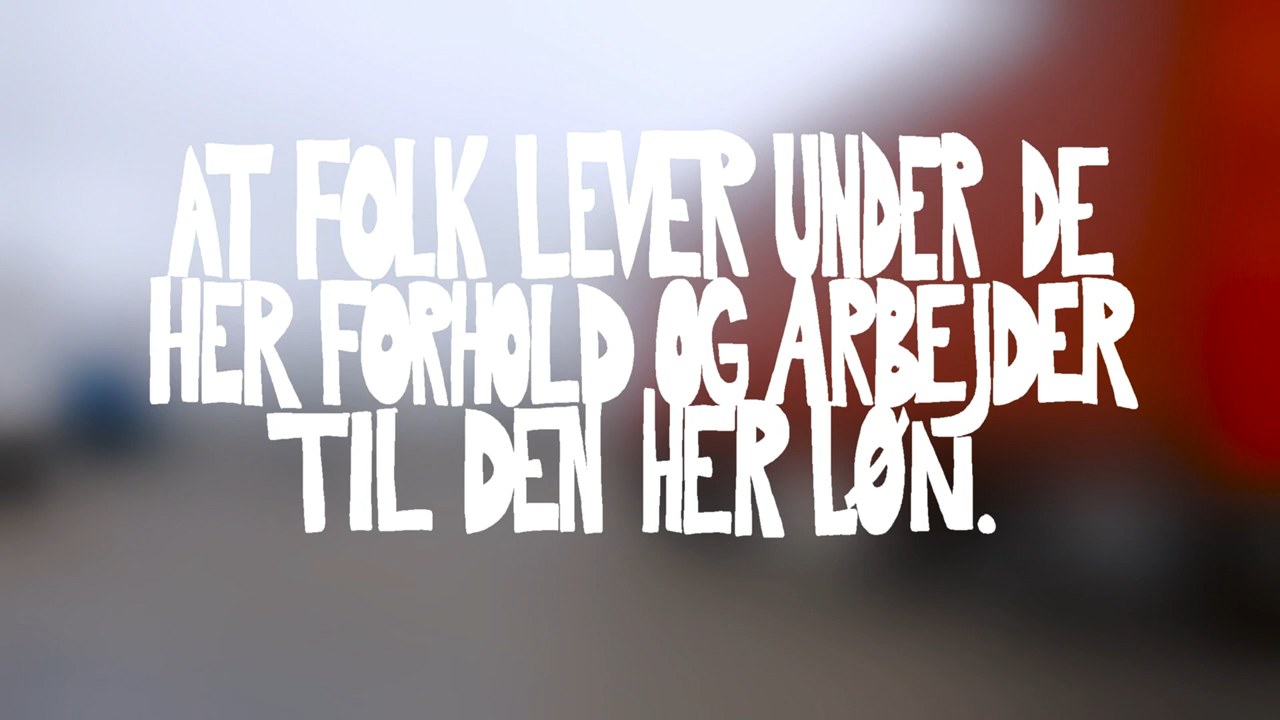 AT FOLK LEVER UNDER DE
HER FORHOLD OG ARBEJDER
TIL DEN HER LØN.